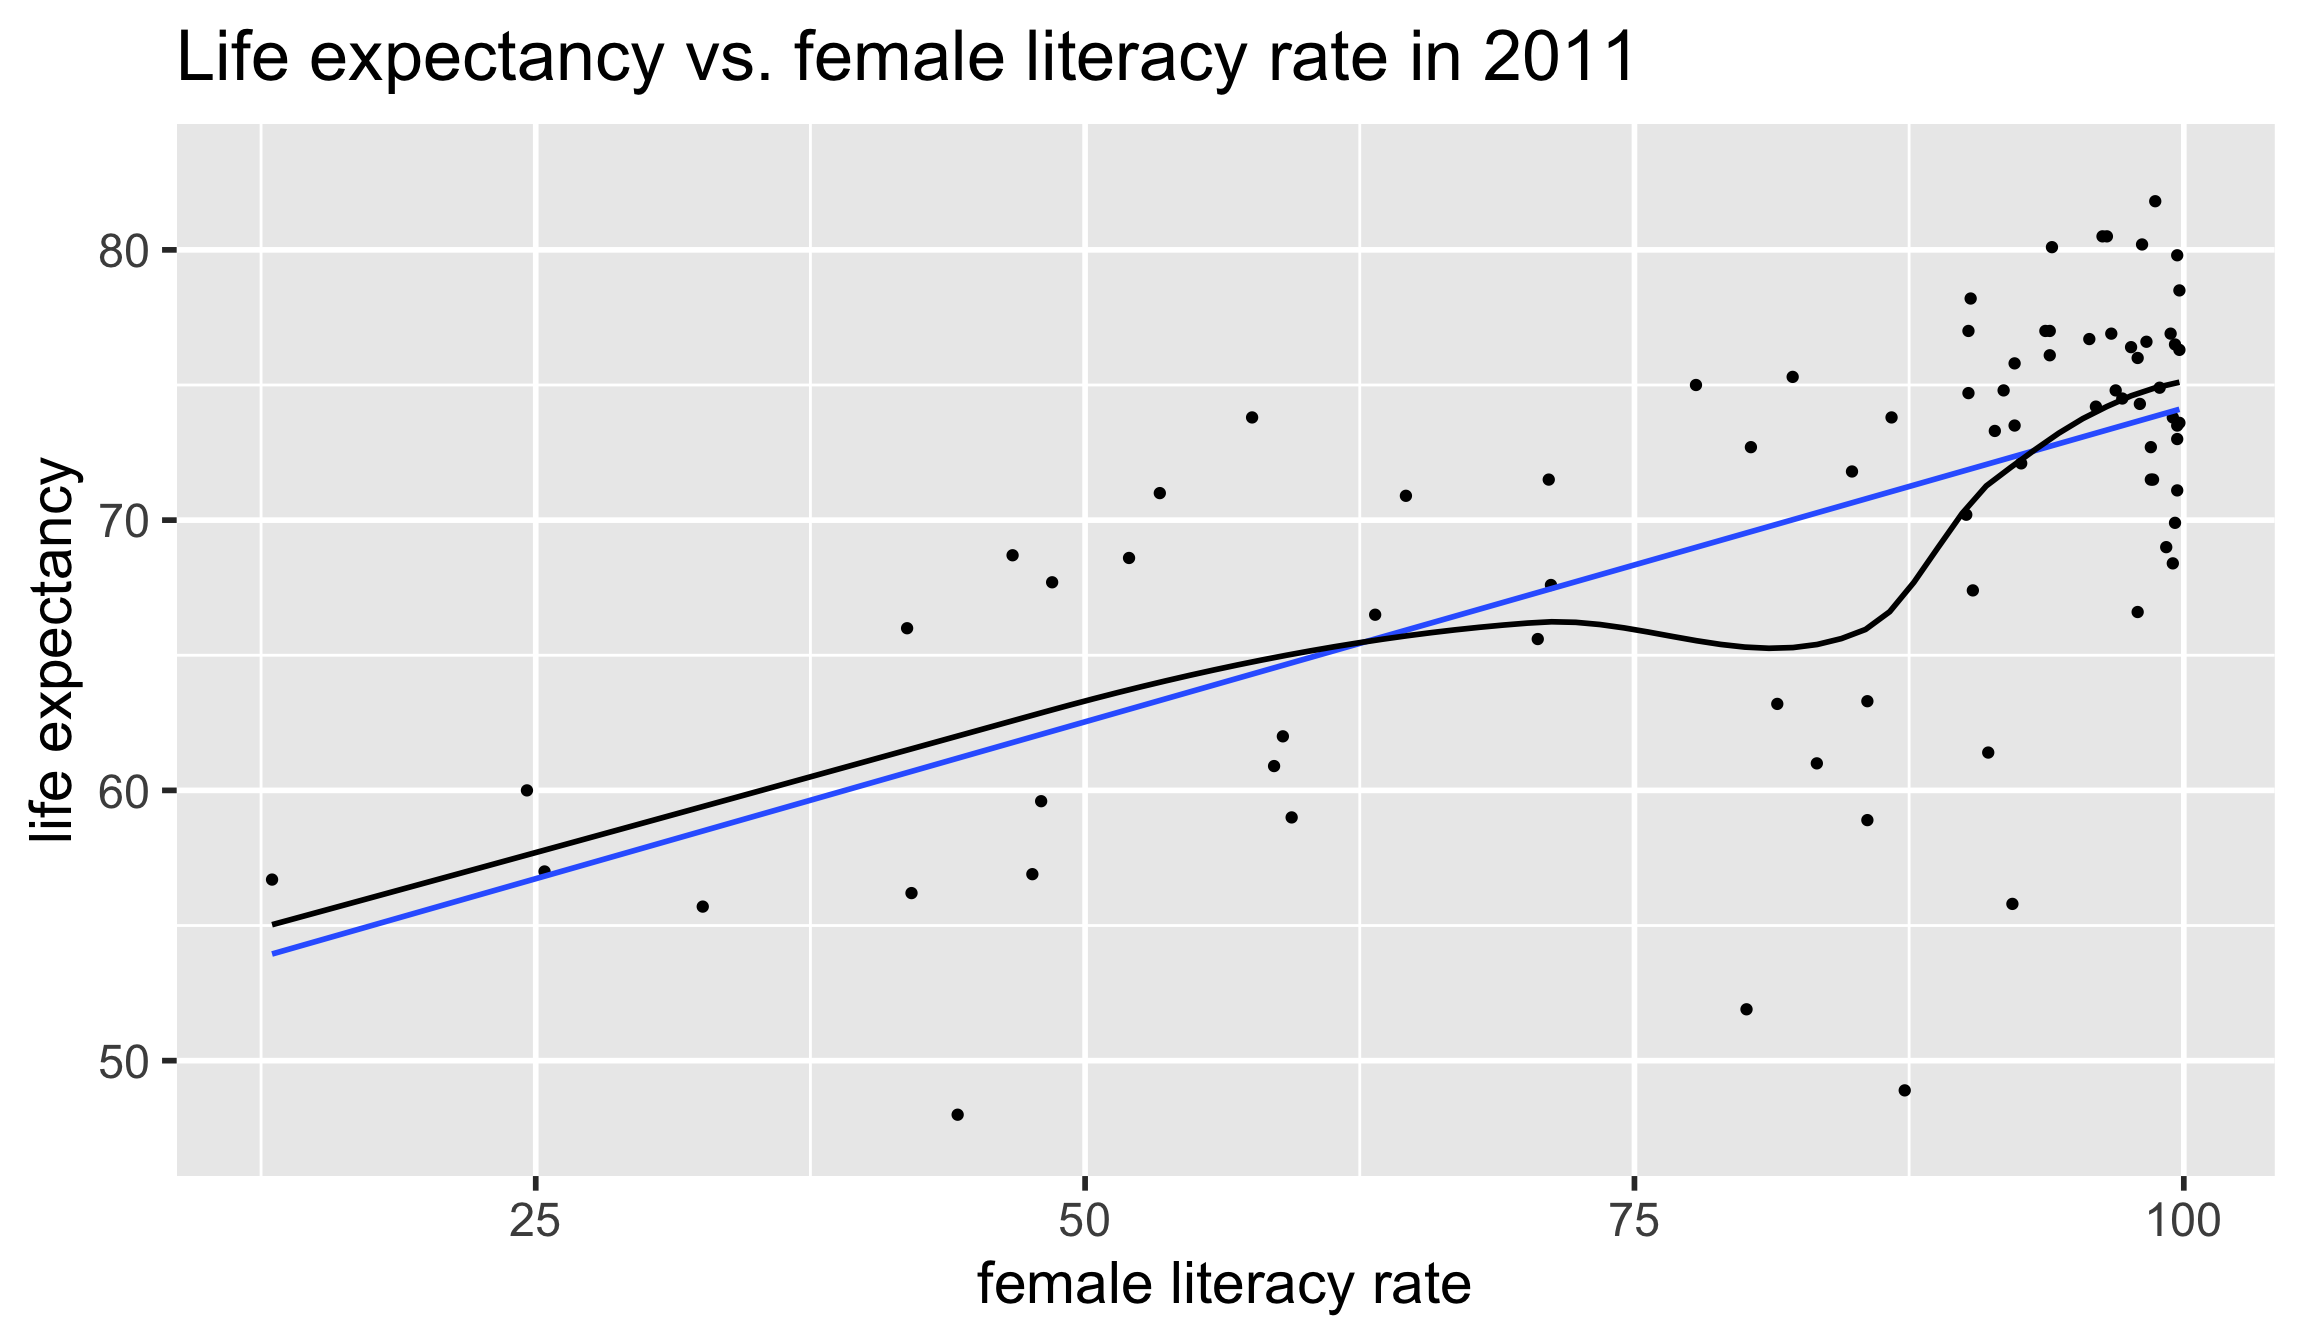 Life expectancy vs. female literacy rate in 2011
80
70
60
50
life expectancy
25 50 75 100
female literacy rate